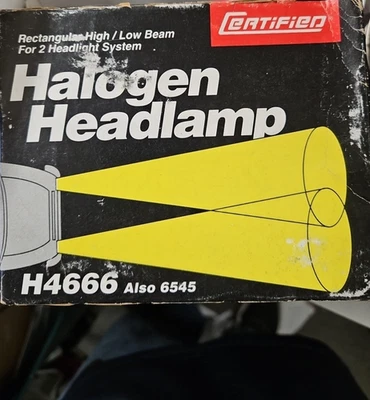 CERTIFIED
Rectangular High / Low Beam
For 2 Headlight System
Halogen
Headlamp
H4666 Also 6545